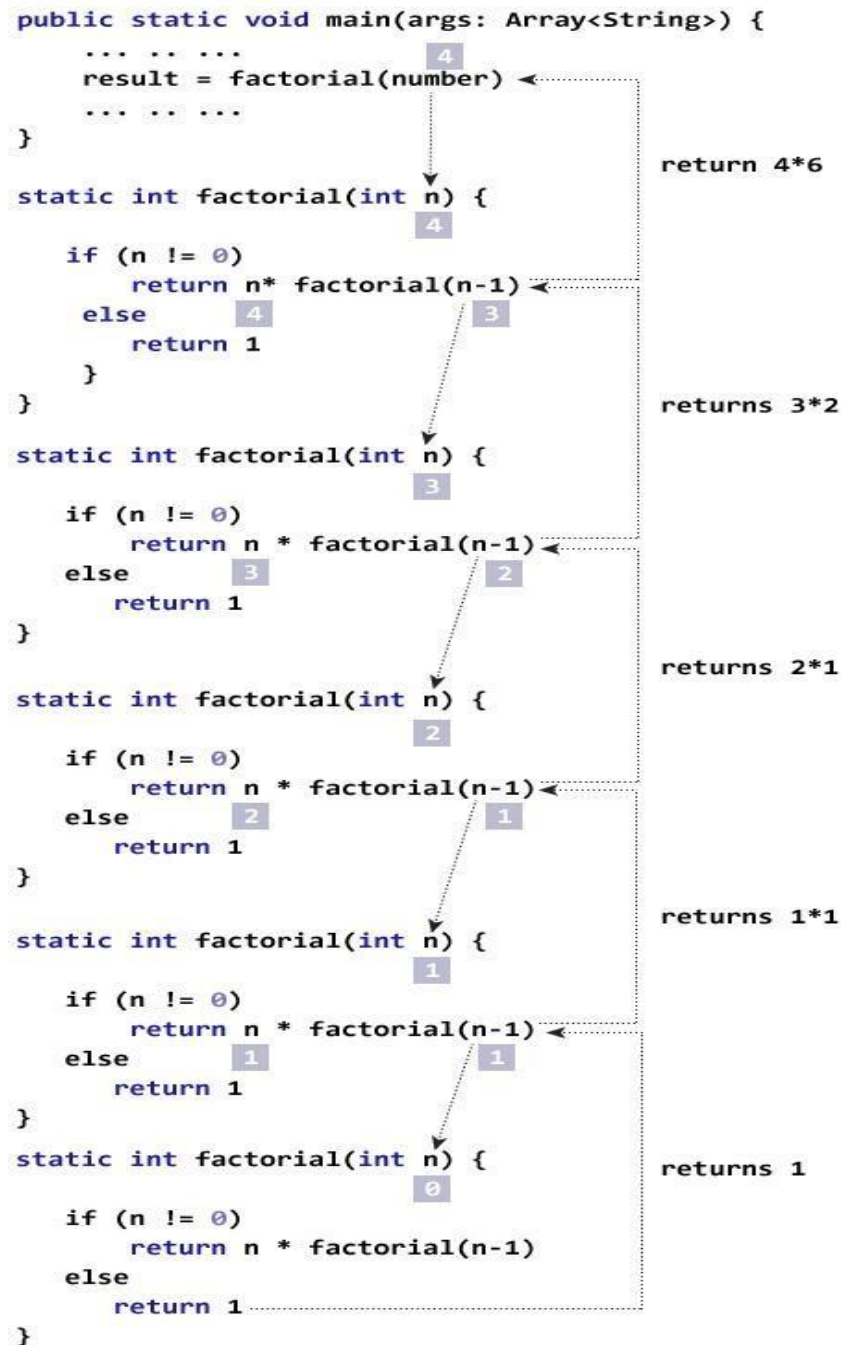 public static void main(args: Array<String>) {
... .. ...
4
result = factorial(number)
... .. ...
}
return 4*6
static int factorial(int n) {
4
if (n != 0)
return n* factorial(n-1)
else 4 3
return 1
}
}
returns 3*2
static int factorial(int n) {
3
if (n != 0)
return n * factorial(n-1)
else 3 2
return 1
}
returns 2*1
static int factorial(int n) {
2
if (n != 0)
return n * factorial(n-1)
else 2 1
return 1
}
returns 1*1
static int factorial(int n) {
1
if (n != 0)
return n * factorial(n-1)
else 1 1
return 1
}
static int factorial(int n) {
returns 1
0
if (n != 0)
return n * factorial(n-1)
else
return 1
}